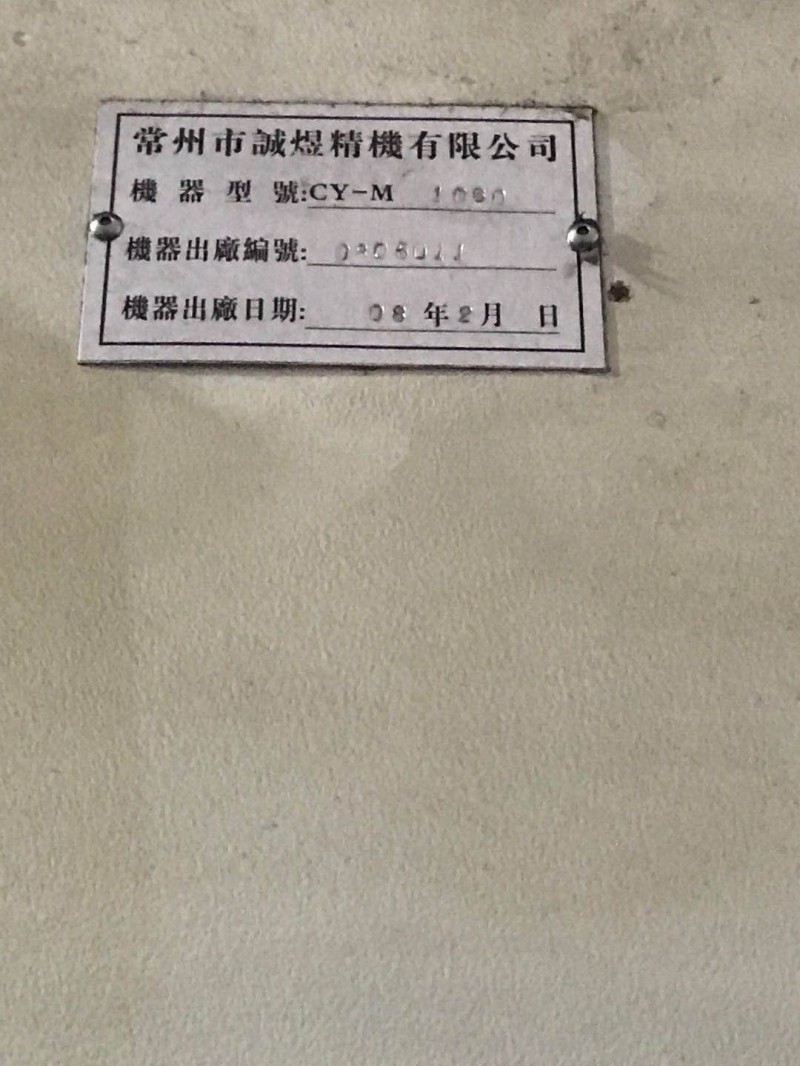 常州市誠煜精機有限公司
機器型號:CY-M 1060
機器出廠編號:
機器出廠日期: 08 年 2 月 日